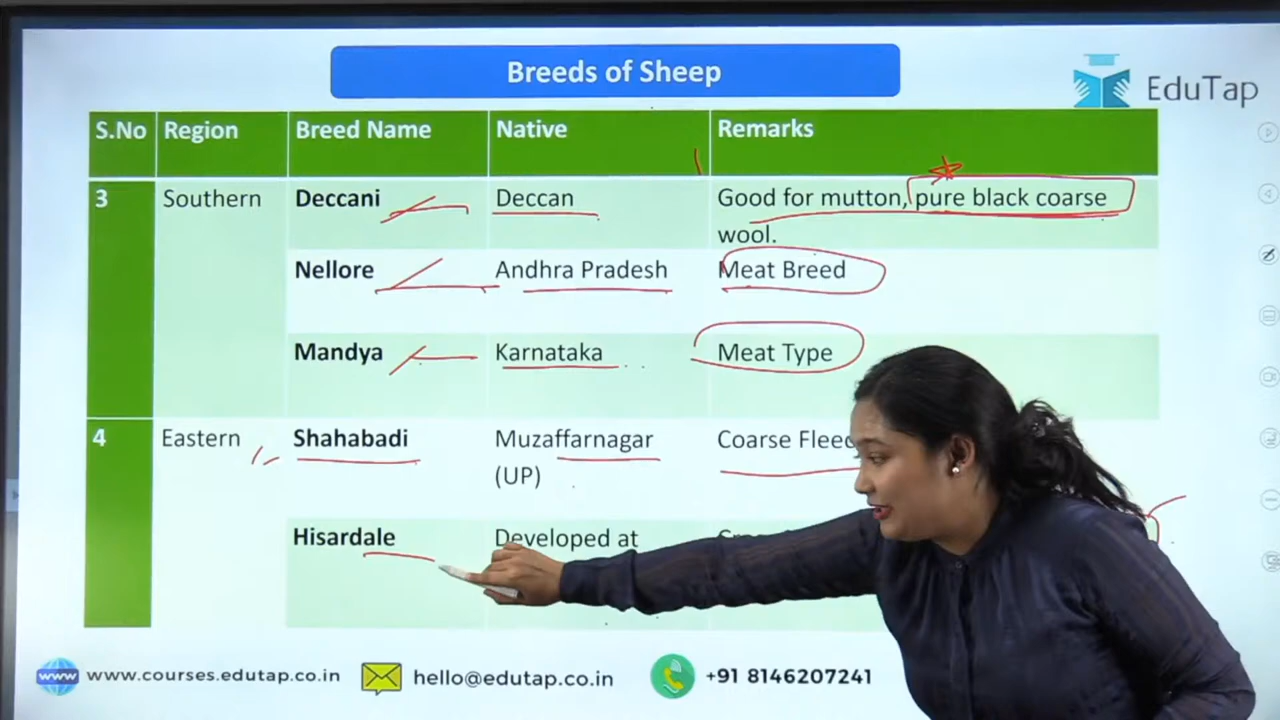 Breeds of Sheep
EduTap
S.No Region Breed Name Native Remarks
3 Southern Deccani Deccan Good for mutton, pure black coarse
wool.
Nellore Andhra Pradesh Meat Breed
Mandya Karnataka Meat Type
4 Eastern Shahabadi Muzaffarnagar Coarse
(UP)
Hisardale Developed at
www.courses.edutap.co.in hello@edutap.co.in +91 8146207241